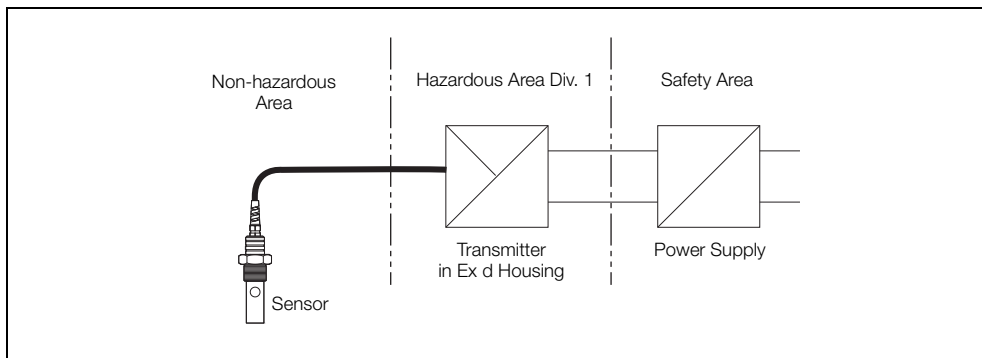 Non-hazardous
Area
Hazardous Area Div. 1
Safety Area
Transmitter
in Ex d Housing
Power Supply
Sensor